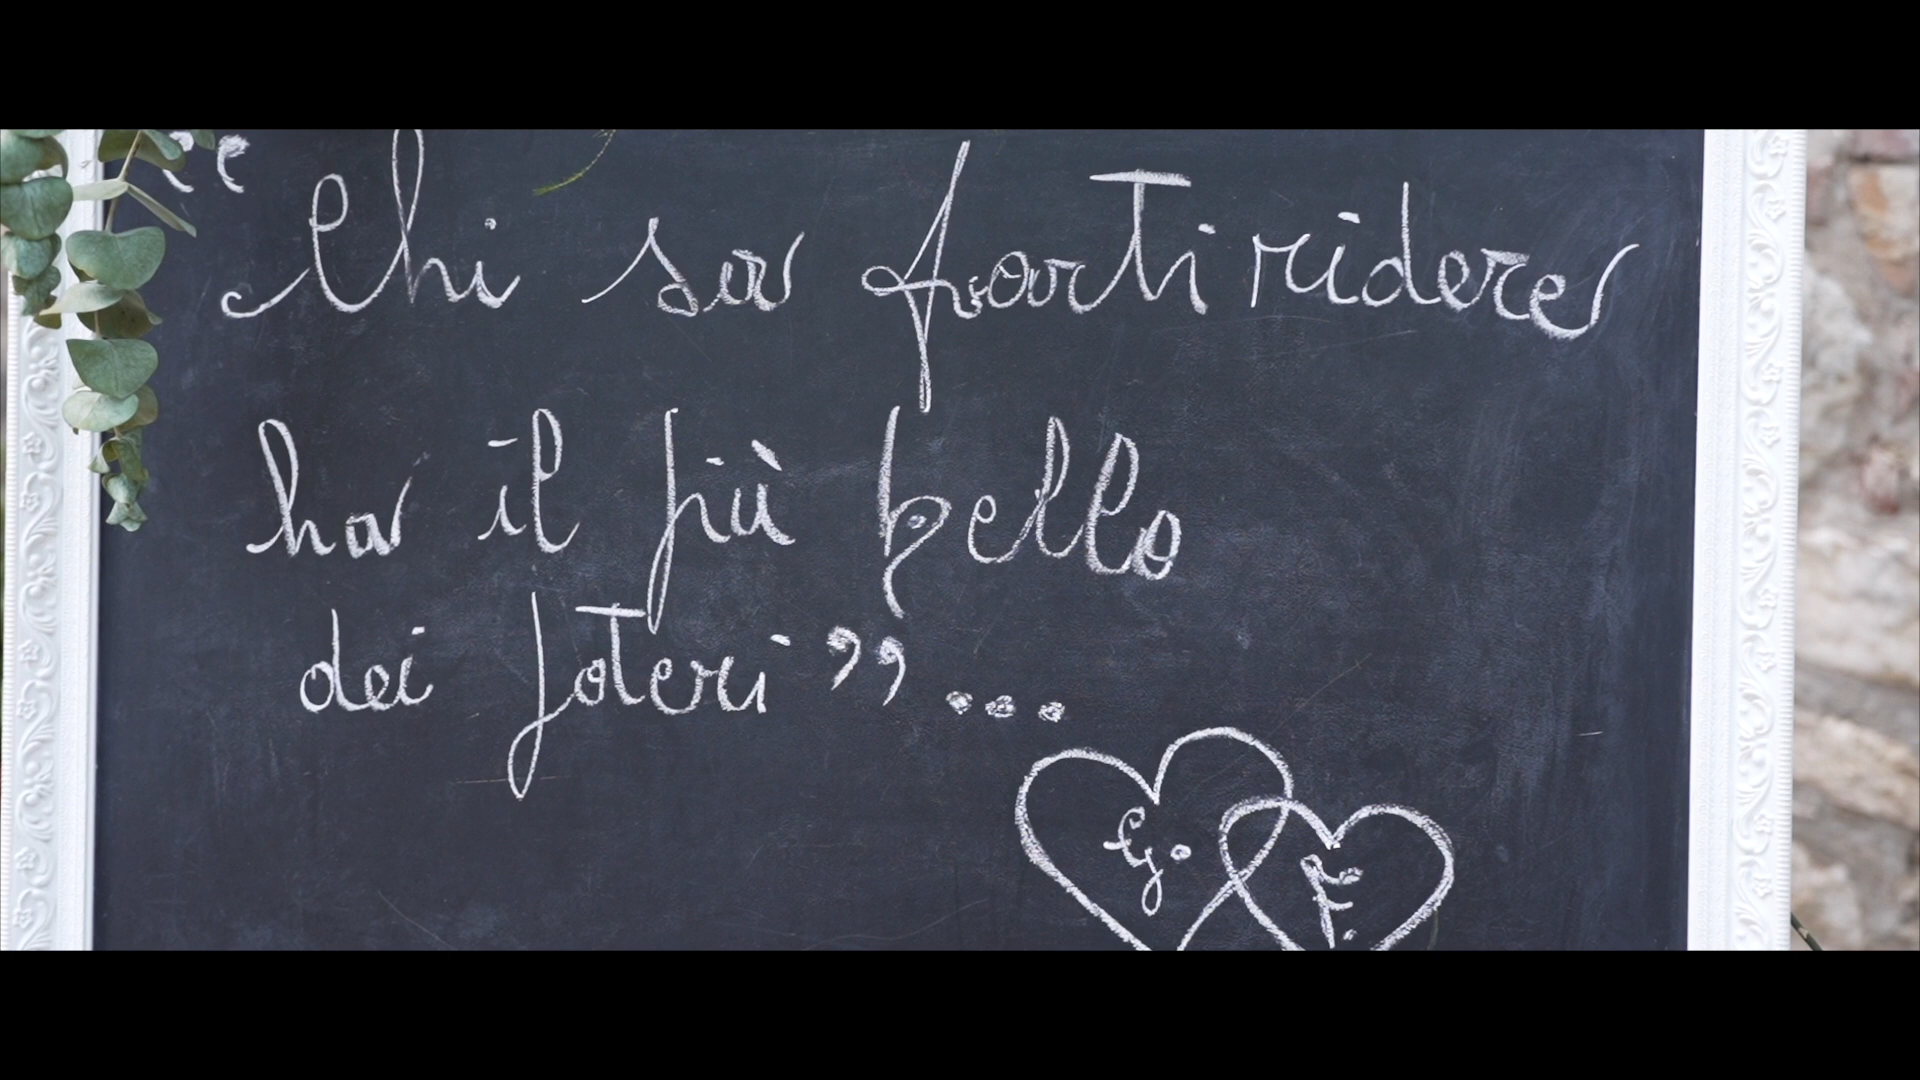 “Chi sa farti ridere
ha il più bello
dei poteri”...
G. F.